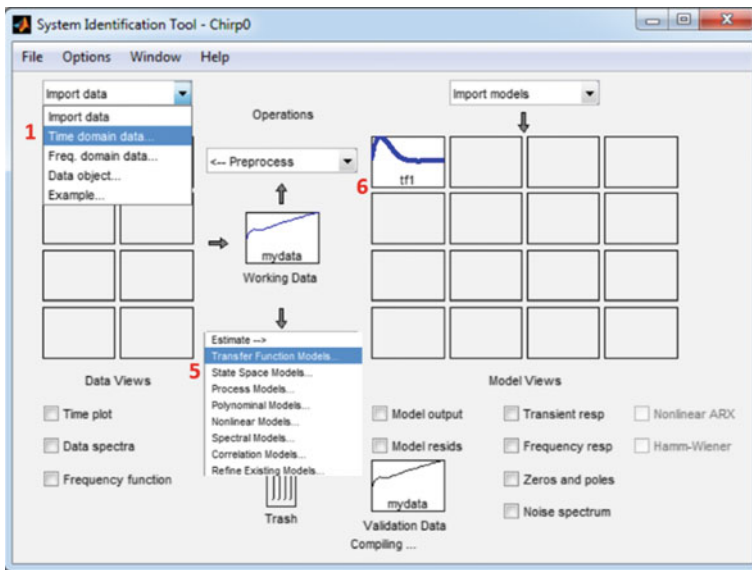 System Identification Tool - Chirp0
File Options Window Help
Import data
Import data
1 Time domain data...
Freq. domain data...
Data object...
Example...
Operations
<-- Preprocess
mydata
Working Data
Import models
6 tf1
Estimate -->
Transfer Function Models...
5 State Space Models...
Process Models...
Polynominal Models...
Nonlinear Models...
Spectral Models...
Correlation Models...
Refine Existing Models...
Data Views
Time plot
Data spectra
Frequency function
Trash
Model Views
Model output Transient resp Nonlinear ARX
Model resids Frequency resp Hamm-Wiener
Zeros and poles
Noise spectrum
mydata
Validation Data
Compiling ...